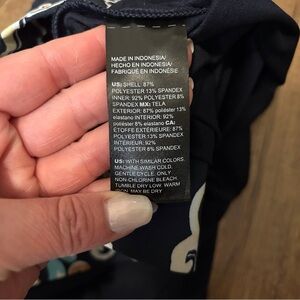 MADE IN INDONESIA/
HECHO EN INDONESIA/
FABRIQUÉ EN INDONÉSIE
US: SHELL: 87%
POLYESTER 13% SPANDEX
INNER: 92% POLYESTER 8%
SPANDEX MX: TELA
EXTERIOR: 87% poliéster 13%
elastano INTERIOR: 92%
poliéster 8% elastano CA:
ÉTOFFE EXTÉRIEURE: 87%
POLYESTER 13% SPANDEX
INTÉRIEUR: 92%
POLYESTER 8% SPANDEX
US: WITH SIMILAR COLORS.
MACHINE WASH COLD.
GENTLE CYCLE. ONLY
NON-CHLORINE BLEACH.
TUMBLE DRY LOW. WARM
MAY BE DRY